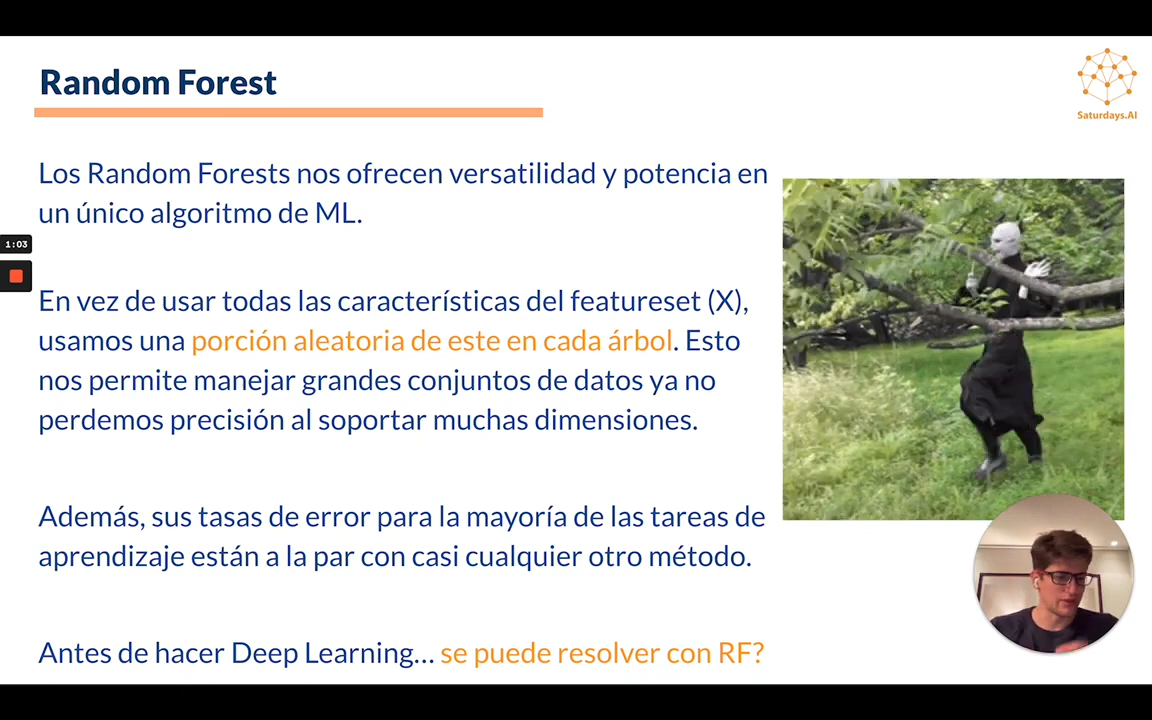 Random Forest
Saturdays.AI
Los Random Forests nos ofrecen versatilidad y potencia en
un único algoritmo de ML.
1:03
En vez de usar todas las características del featureset (X),
usamos una porción aleatoria de este en cada árbol. Esto
nos permite manejar grandes conjuntos de datos ya no
perdemos precisión al soportar muchas dimensiones.
Además, sus tasas de error para la mayoría de las tareas de
aprendizaje están a la par con casi cualquier otro método.
Antes de hacer Deep Learning... se puede resolver con RF?